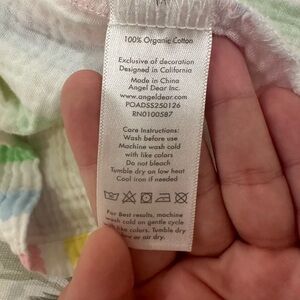 100% Organic Cotton
Exclusive of decoration
Designed in California
Made in China
Angel Dear Inc.
www.angeldear.com
POADSS250126
RN0100587
Care Instructions:
Wash before use
Machine wash cold
with like colors
Do not bleach
Tumble dry on low heat
Cool iron if needed
For Best results, machine
wash cold on gentle cycle
with like colors. Tumble dry
low or air dry.